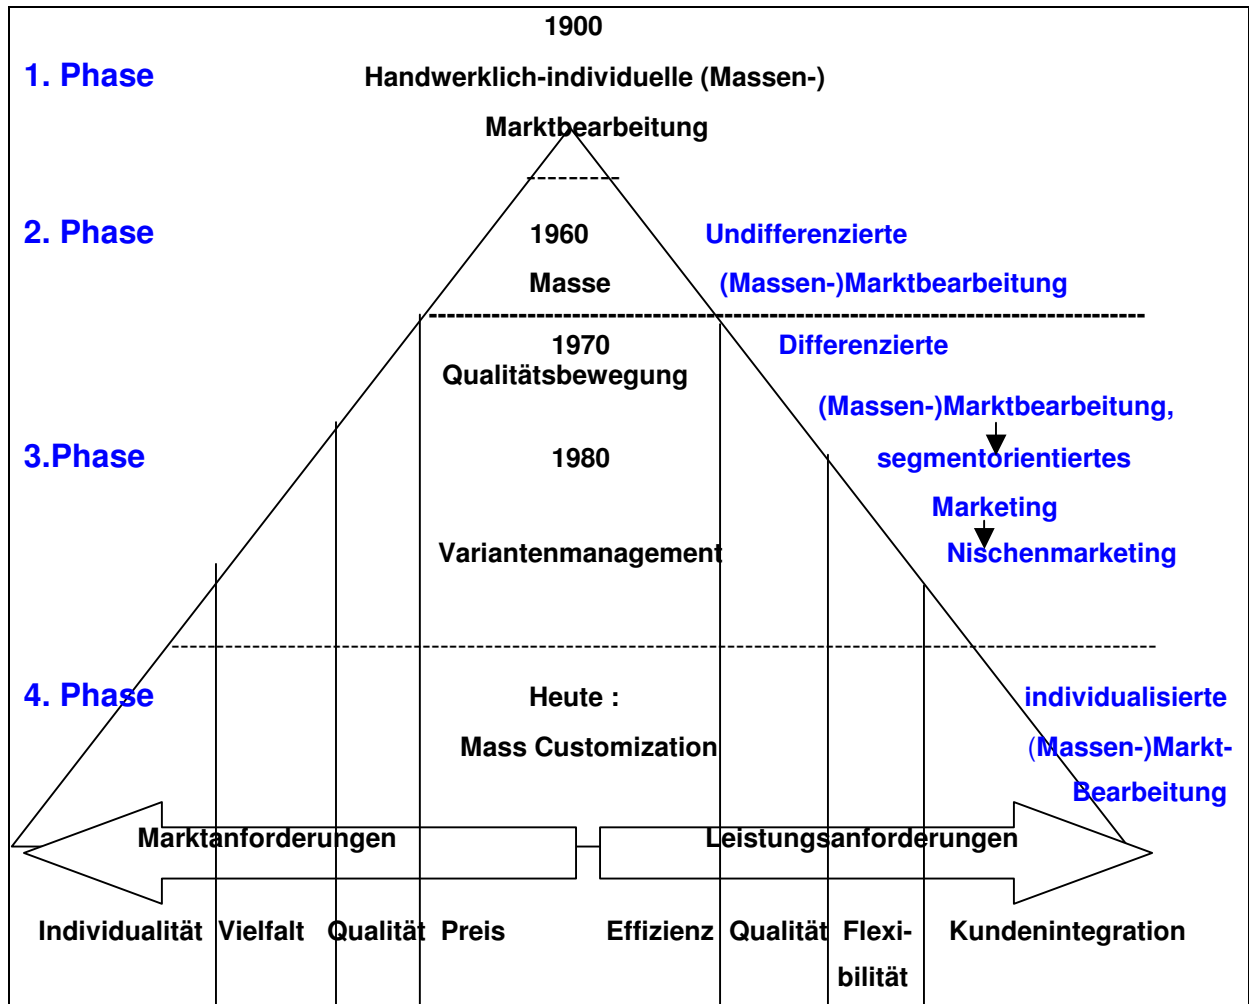 1900
1. Phase Handwerklich-individuelle (Massen-)
Marktbearbeitung
2. Phase 1960 Undifferenzierte
Masse (Massen-)Marktbearbeitung
1970 Differenzierte
Qualitätsbewegung
(Massen-)Marktbearbeitung,
3.Phase 1980 segmentorientiertes
Marketing
Variantenmanagement Nischenmarketing
4. Phase Heute : individualisierte
Mass Customization (Massen-)Markt-
Bearbeitung
Marktanforderungen Leistungsanforderungen
Individualität Vielfalt Qualität Preis Effizienz Qualität Flexi- Kundenintegration
bilität